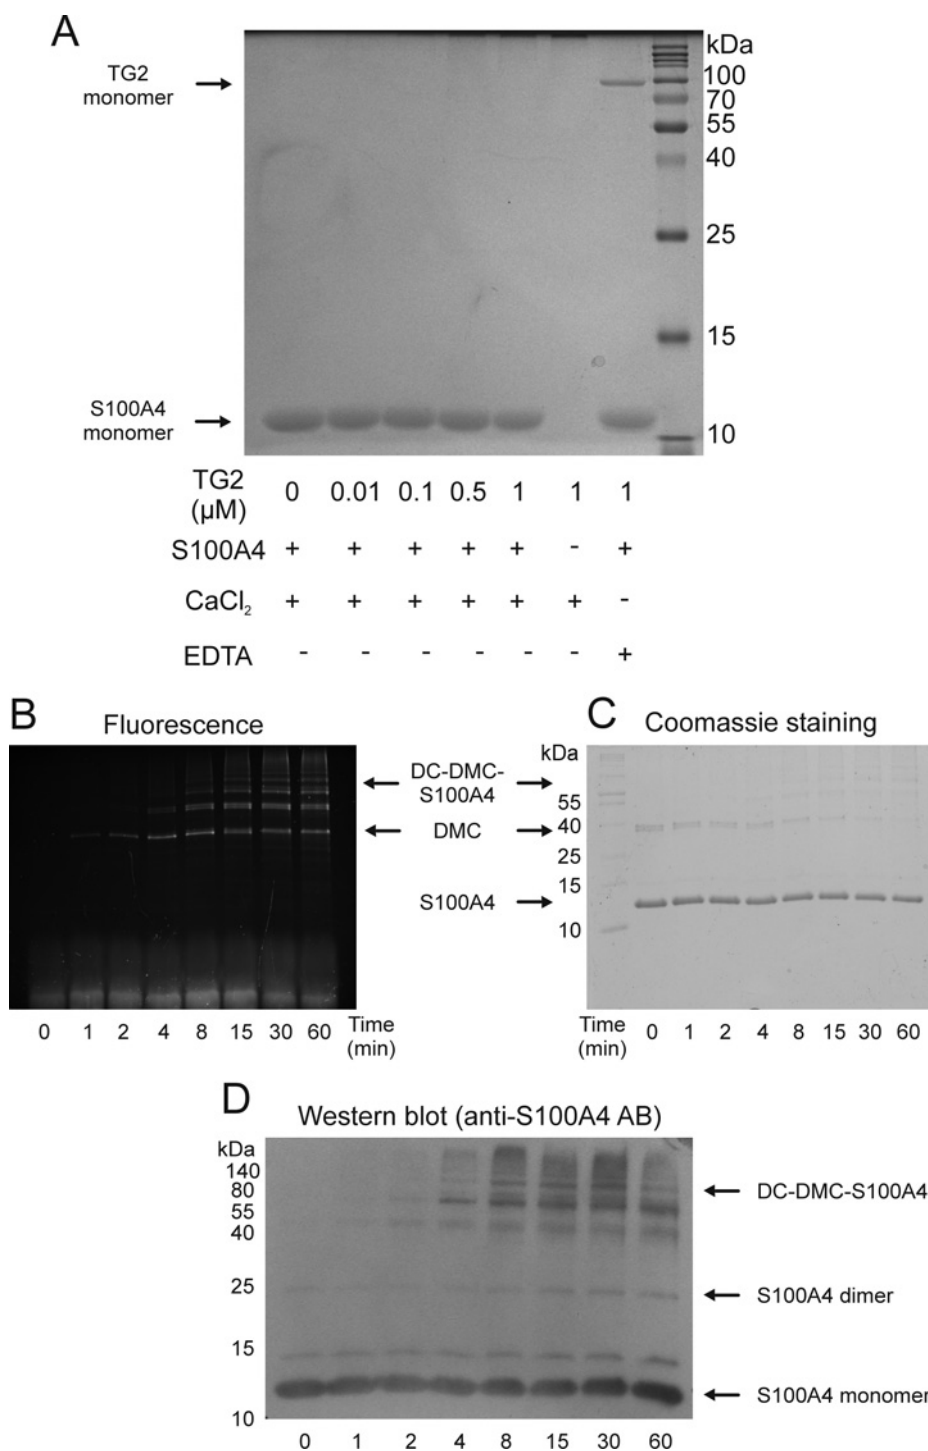 A
TG2
monomer
kDa
100
70
55
40
25
15
10
S100A4
monomer
TG2
(µM)
0 0.01 0.1 0.5 1 1 1
S100A4 + + + + + - +
CaCl₂ + + + + + + -
EDTA - - - - - - +
B
Fluorescence
C
Coomassie staining
kDa
DC-DMC-
S100A4
DMC
S100A4
55
40
25
15
10
0 1 2 4 8 15 30 60 Time
(min)
Time
(min)
0 1 2 4 8 15 30 60
D
Western blot (anti-S100A4 AB)
kDa
140
80
55
40
25
15
10
DC-DMC-S100A4
S100A4 dimer
S100A4 monomer
0 1 2 4 8 15 30 60